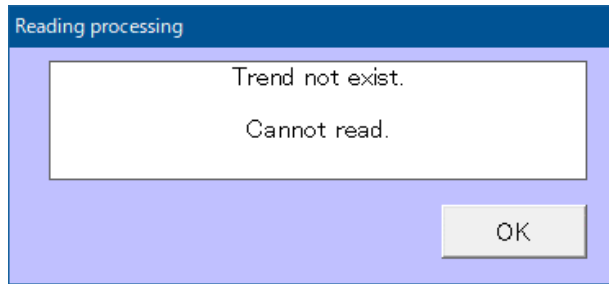 Reading processing
Trend not exist.
Cannot read.
OK